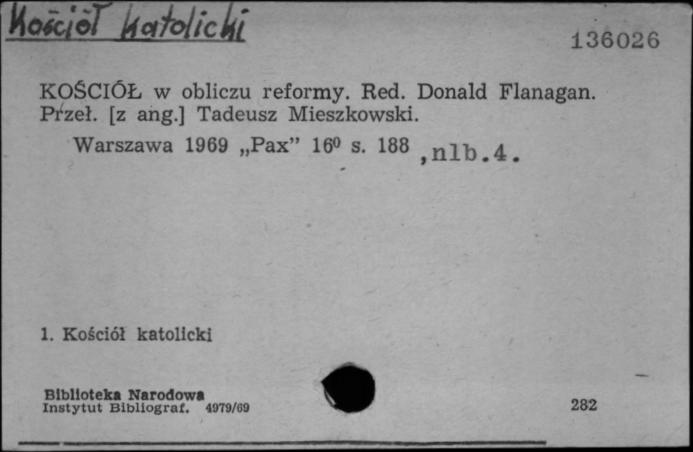 Kościół katolicki
136026
KOŚCIÓŁ w obliczu reformy. Red. Donald Flanagan.
Przeł. [z ang.] Tadeusz Mieszkowski.
Warszawa 1969 „Pax” 16⁰ s. 188 ,nlb.4.
1. Kościół katolicki
Biblioteka Narodowa
Instytut Bibliograf. 4979/69
282